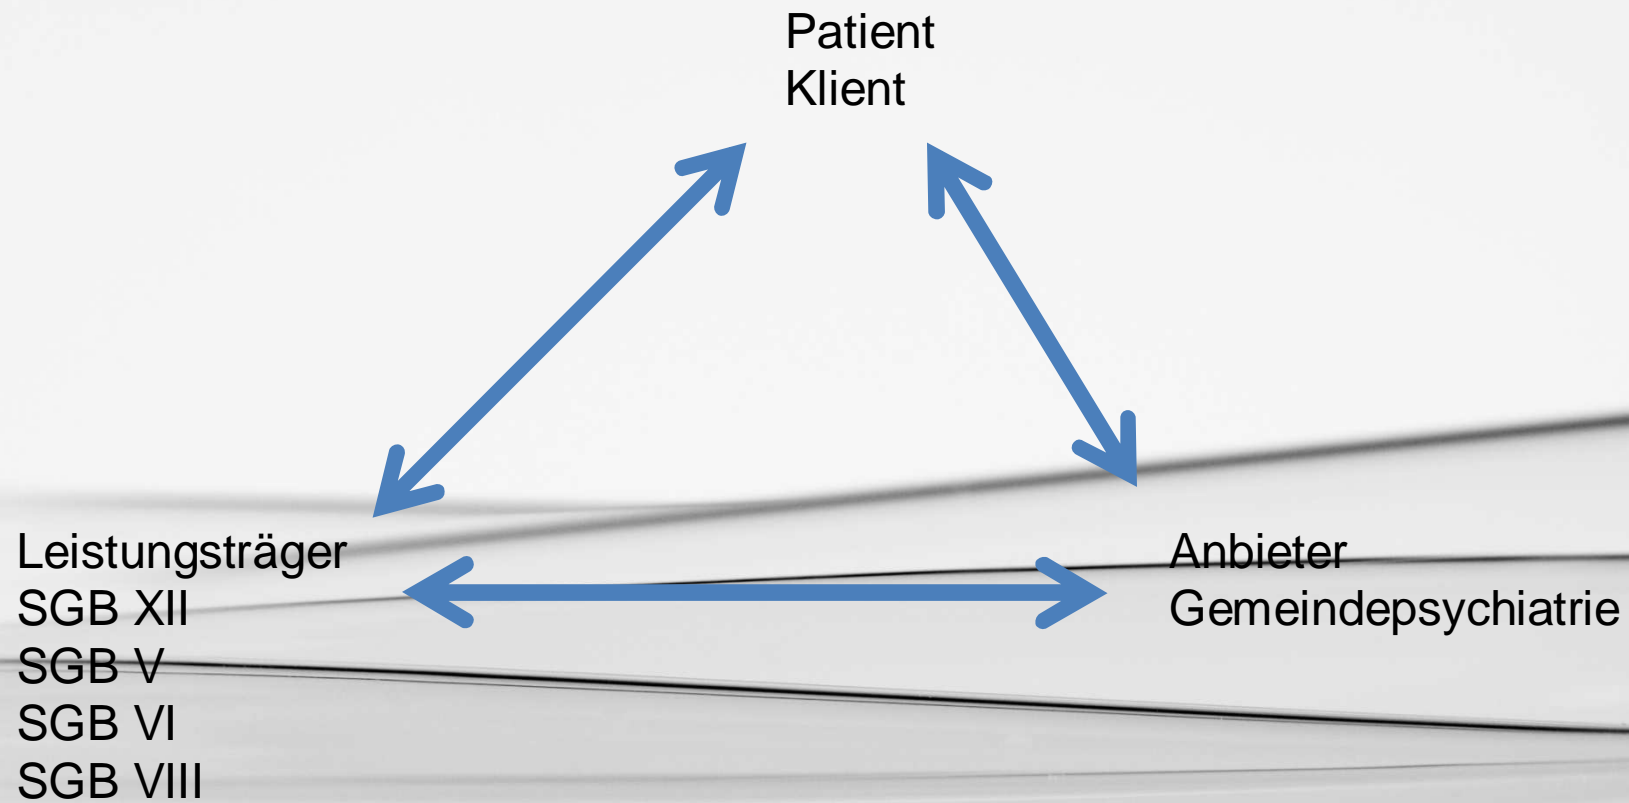 Patient
Klient
Leistungsträger
SGB XII
SGB V
SGB VI
SGB VIII
Anbieter
Gemeindepsychiatrie